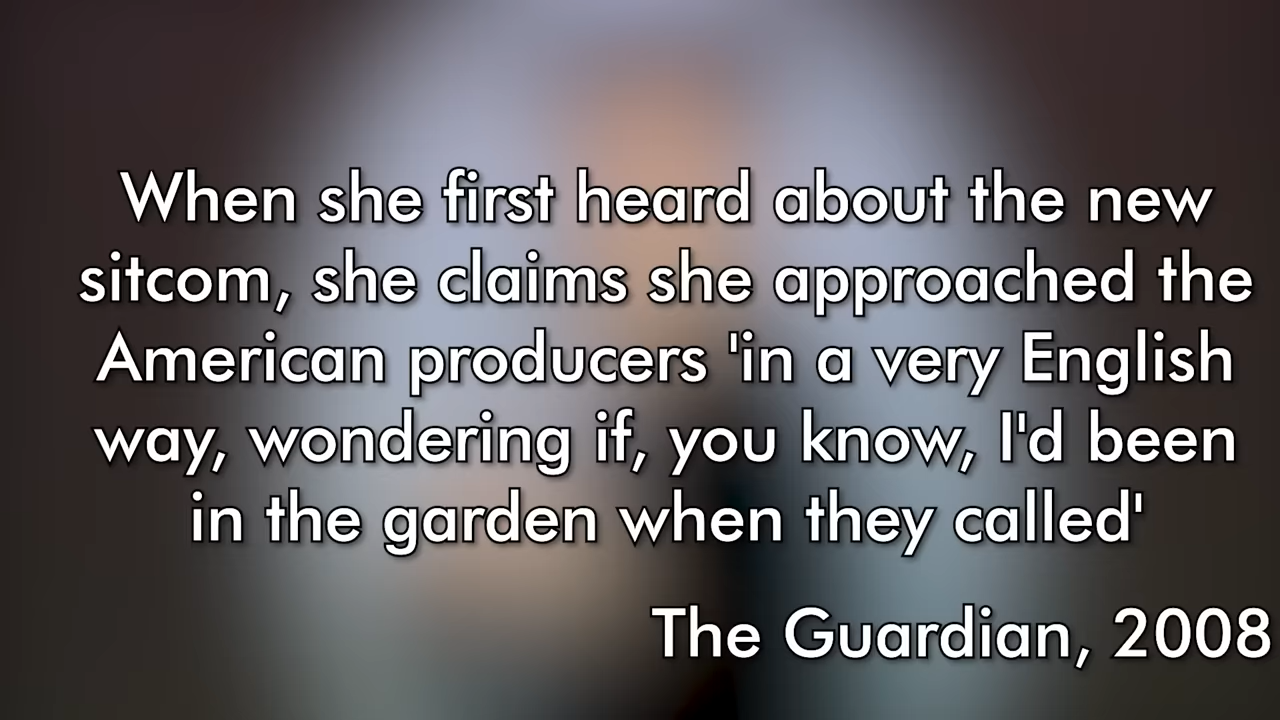 When she first heard about the new
sitcom, she claims she approached the
American producers 'in a very English
way, wondering if, you know, I'd been
in the garden when they called'
The Guardian, 2008